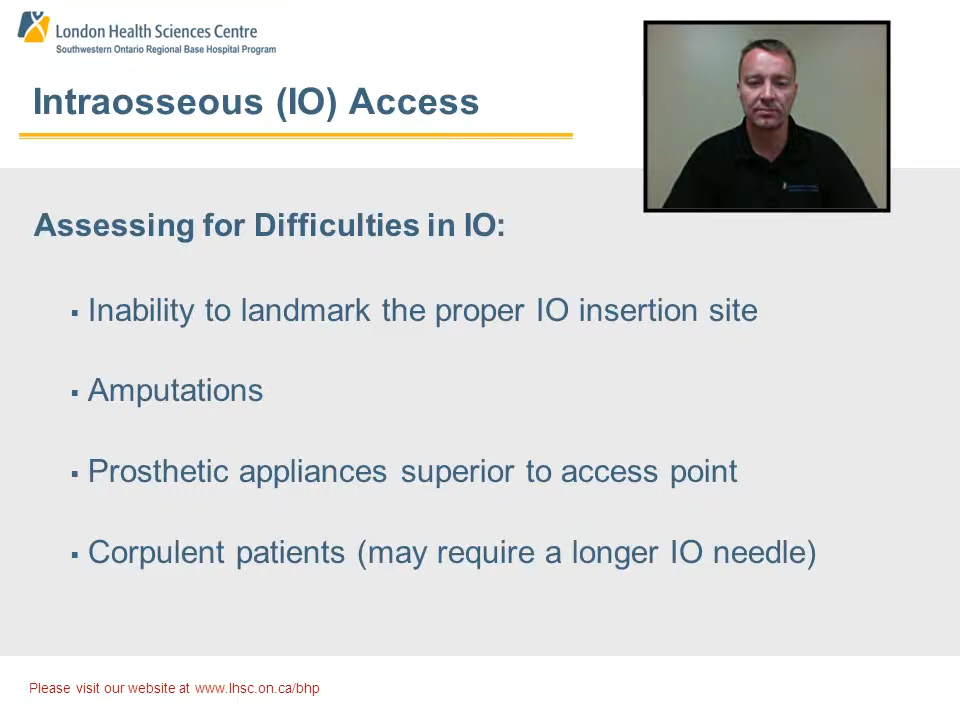 London Health Sciences Centre
Southwestern Ontario Regional Base Hospital Program
Intraosseous (IO) Access
Assessing for Difficulties in IO:
▪ Inability to landmark the proper IO insertion site
▪ Amputations
▪ Prosthetic appliances superior to access point
▪ Corpulent patients (may require a longer IO needle)
Please visit our website at www.lhsc.on.ca/bhp